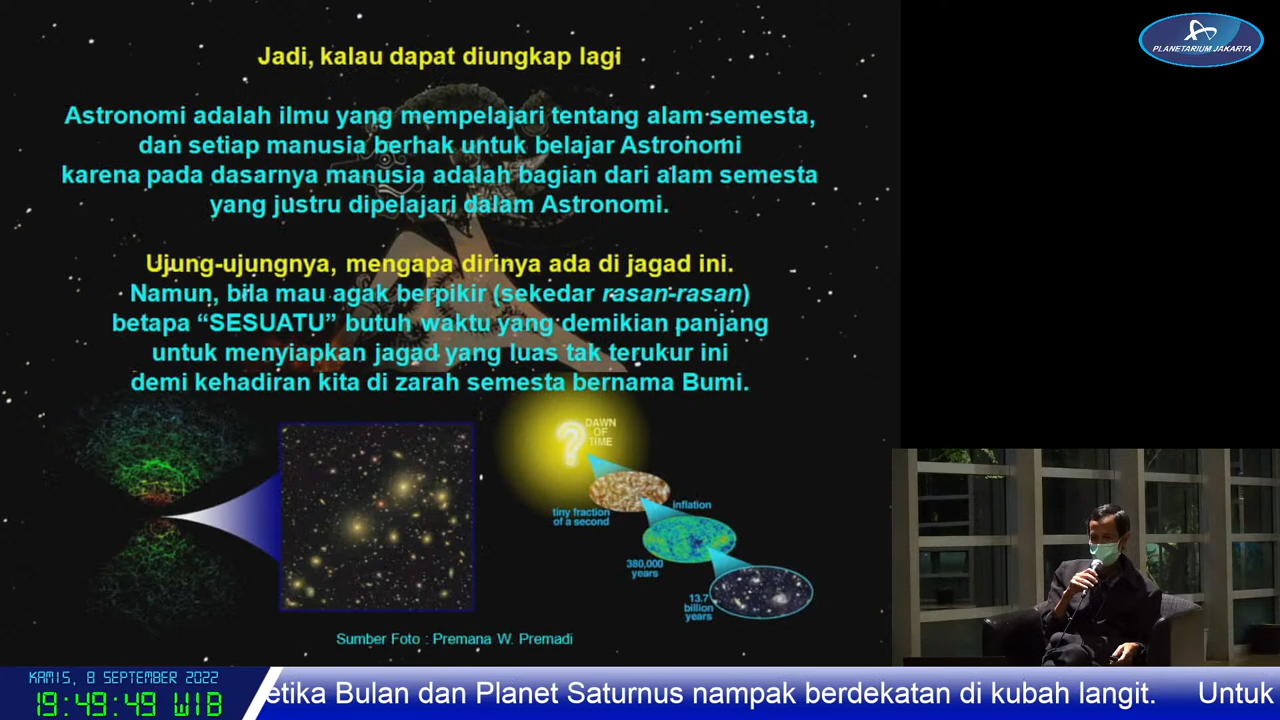 Jadi, kalau dapat diungkap lagi
PLANETARIUM JAKARTA
Astronomi adalah ilmu yang mempelajari tentang alam semesta,
dan setiap manusia berhak untuk belajar Astronomi
karena pada dasarnya manusia adalah bagian dari alam semesta
yang justru dipelajari dalam Astronomi.
Ujung-ujungnya, mengapa dirinya ada di jagad ini.
Namun, bila mau agak berpikir (sekedar rasan-rasan)
betapa “SESUATU” butuh waktu yang demikian panjang
untuk menyiapkan jagad yang luas tak terukur ini
demi kehadiran kita di zarah semesta bernama Bumi.
?
DAWN
OF
TIME
inflation
tiny fraction
of a second
380,000
years
13.7
billion
years
Sumber Foto : Premana W. Premadi
KAMIS, 8 SEPTEMBER 2022
19:49:49 WIB
etika Bulan dan Planet Saturnus nampak berdekatan di kubah langit. Untuk